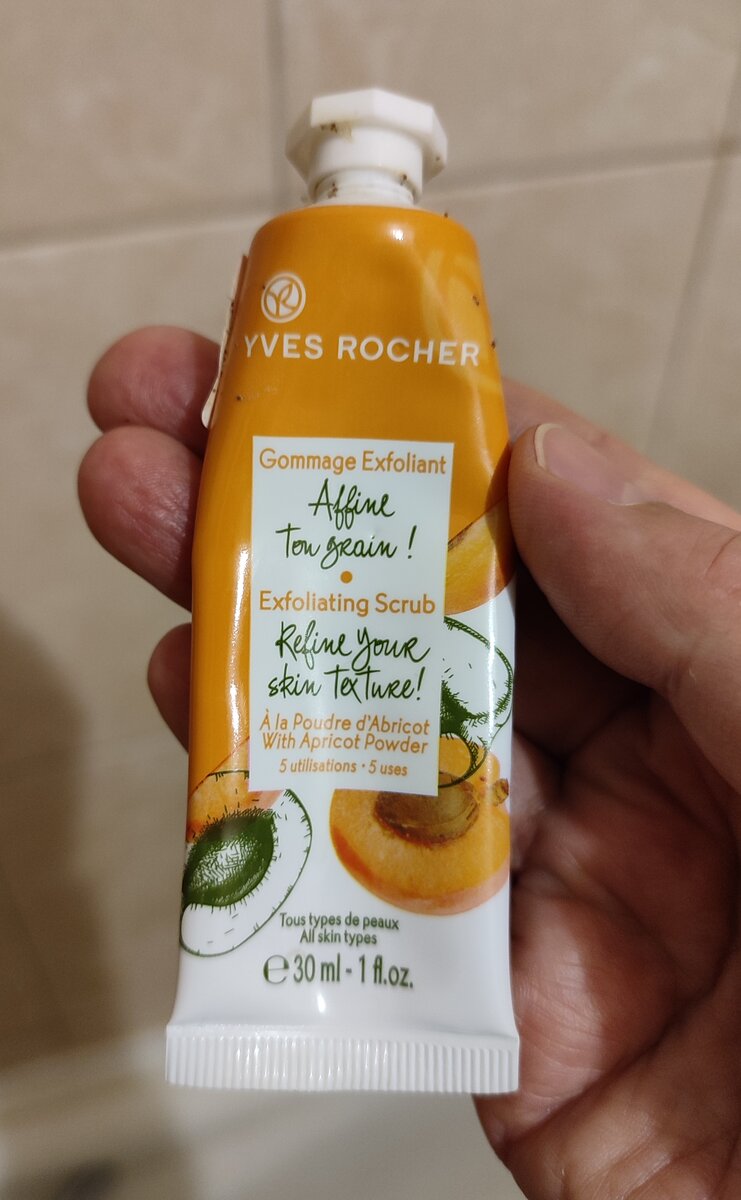 YVES ROCHER
Gommage Exfoliant
Affine
Ton grain !
Exfoliating Scrub
Refine your
skin texture!
À la Poudre d'Abricot
With Apricot Powder
5 utilisations • 5 uses
Tous types de peaux
All skin types
℮ 30 ml - 1 fl.oz.